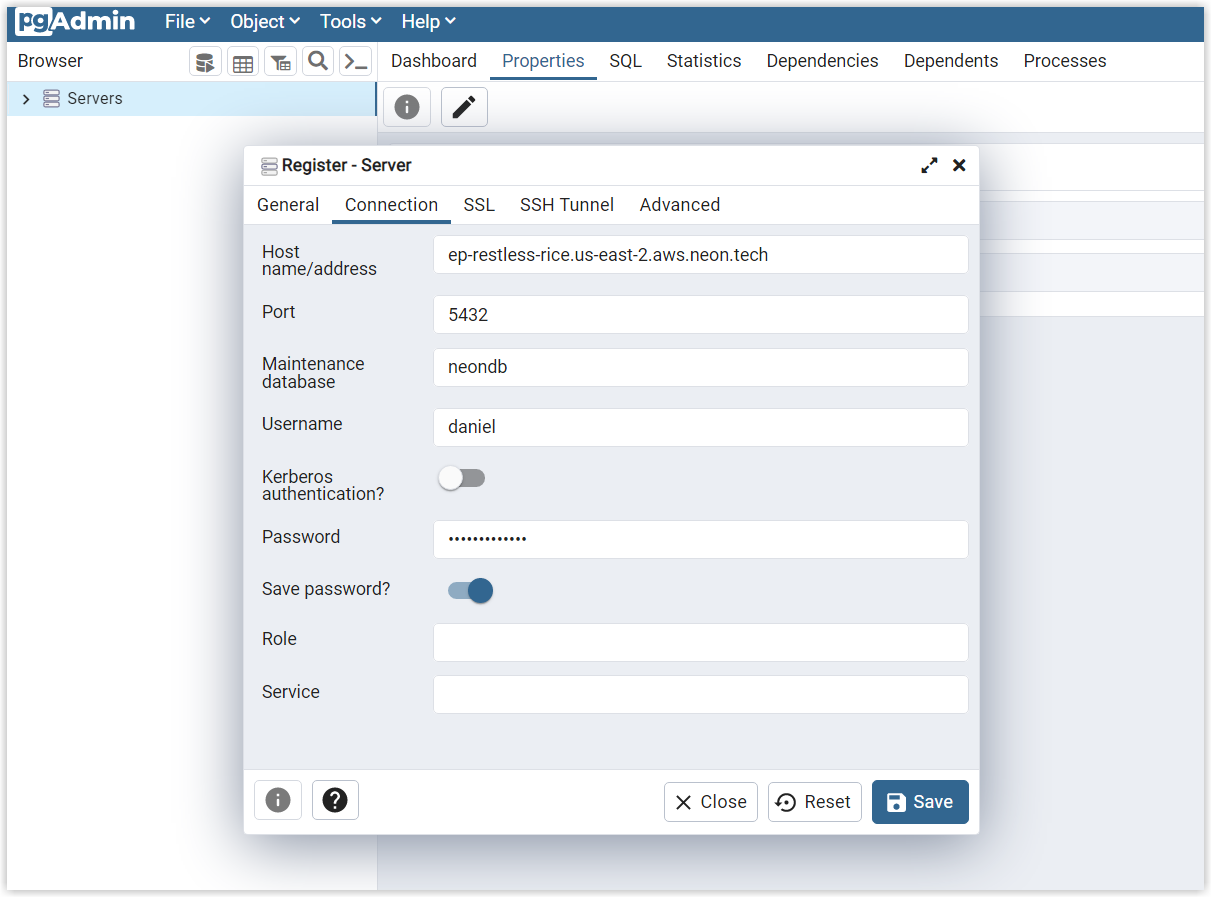 pgAdmin File Object Tools Help
Browser
Dashboard Properties SQL Statistics Dependencies Dependents Processes
Servers
Register - Server
General Connection SSL SSH Tunnel Advanced
Host
name/address
ep-restless-rice.us-east-2.aws.neon.tech
Port
5432
Maintenance
database
neondb
Username
daniel
Kerberos
authentication?
Password
•••••••••••••
Save password?
Role
Service
Close Reset Save